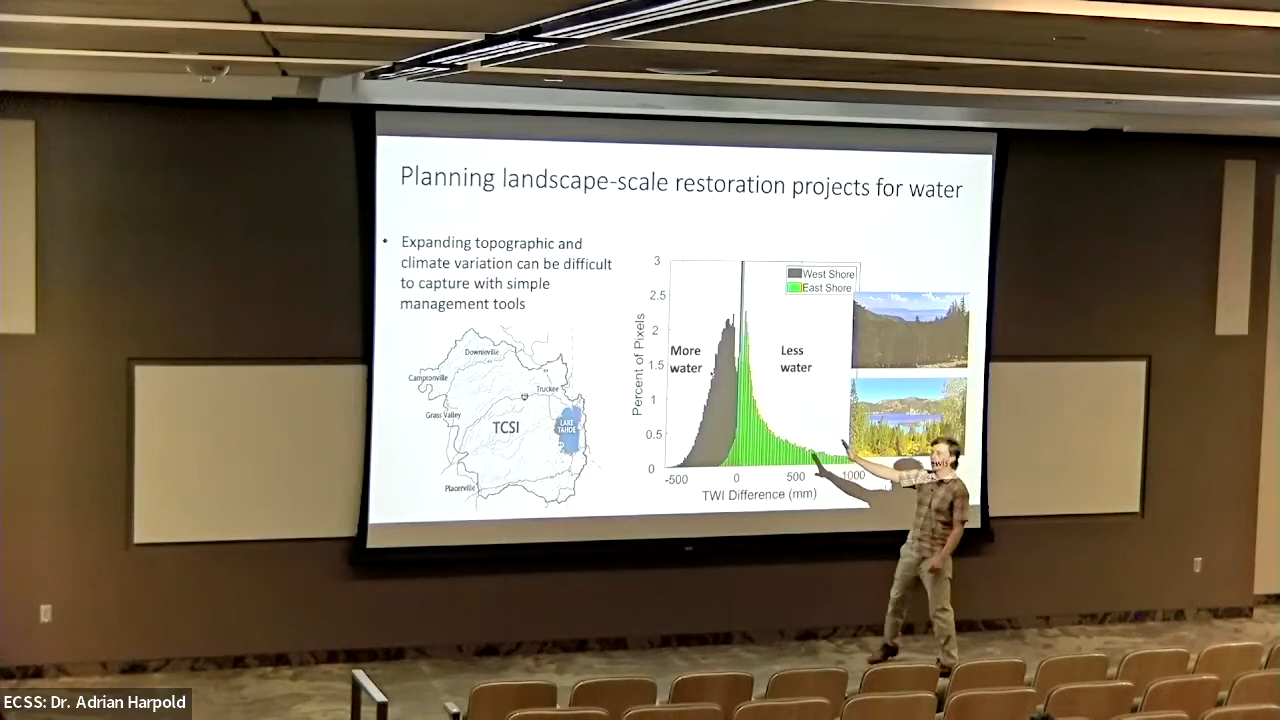 Planning landscape-scale restoration projects for water
• Expanding topographic and
climate variation can be difficult
to capture with simple
management tools
Downieville
Camptonville
Truckee
Grass Valley
TCSI
LAKE
TAHOE
Placerville
3
2.5
2
1.5
1
0.5
0
Percent of Pixels
West Shore
East Shore
More
water
Less
water
-500
0
500
1000
TWI Difference (mm)
ECSS: Dr. Adrian Harpold